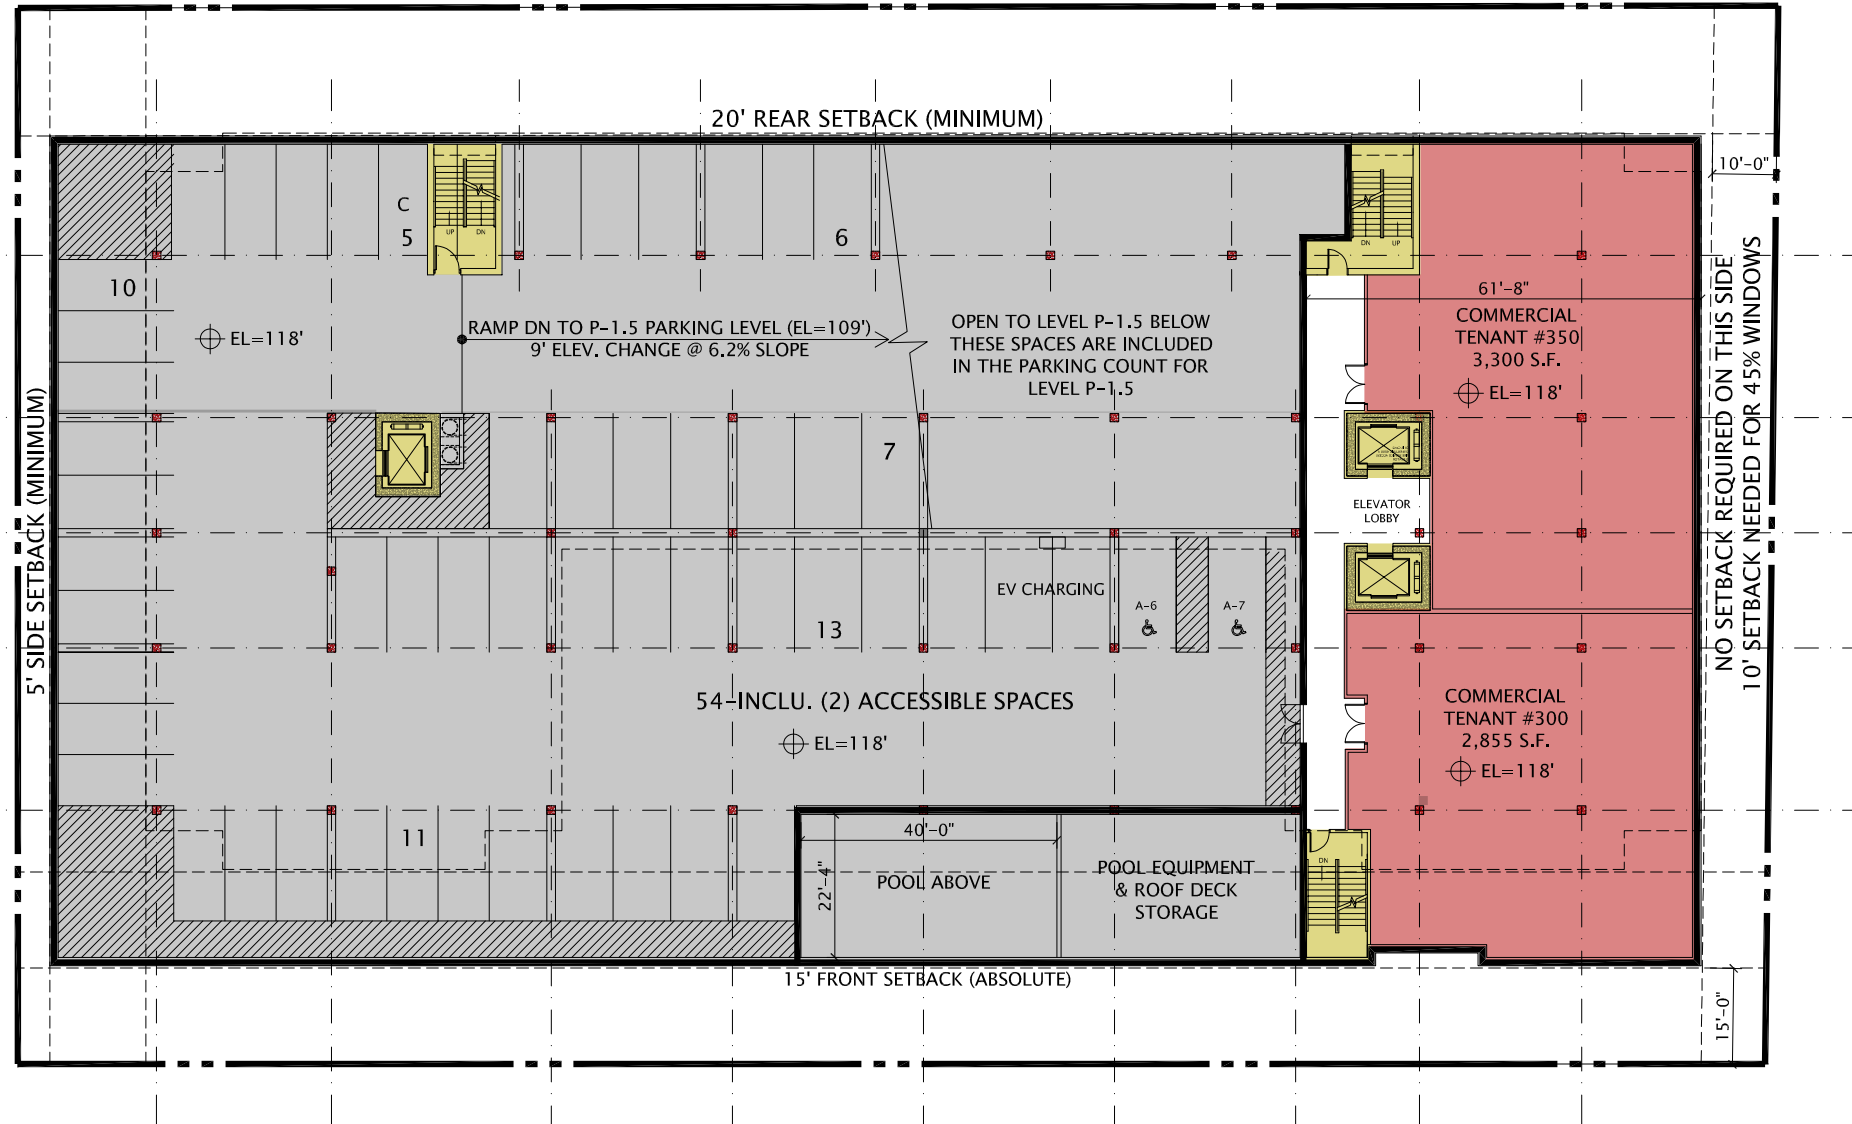 20' REAR SETBACK (MINIMUM)
10'-0"
C
5
UP
DN
6
DN
UP
10
EL=118'
RAMP DN TO P-1.5 PARKING LEVEL (EL=109')
9' ELEV. CHANGE @ 6.2% SLOPE
OPEN TO LEVEL P-1.5 BELOW
THESE SPACES ARE INCLUDED
IN THE PARKING COUNT FOR
LEVEL P-1.5
61'-8"
COMMERCIAL
TENANT #350
3,300 S.F.
EL=118'
NO SETBACK REQUIRED ON THIS SIDE
10' SETBACK NEEDED FOR 45% WINDOWS
5' SIDE SETBACK (MINIMUM)
7
ELEVATOR
LOBBY
EV CHARGING
A-6
A-7
13
54-INCLU. (2) ACCESSIBLE SPACES
EL=118'
COMMERCIAL
TENANT #300
2,855 S.F.
EL=118'
11
40'-0"
22'-4"
POOL ABOVE
POOL EQUIPMENT
& ROOF DECK
STORAGE
DN
15' FRONT SETBACK (ABSOLUTE)
15'-0"